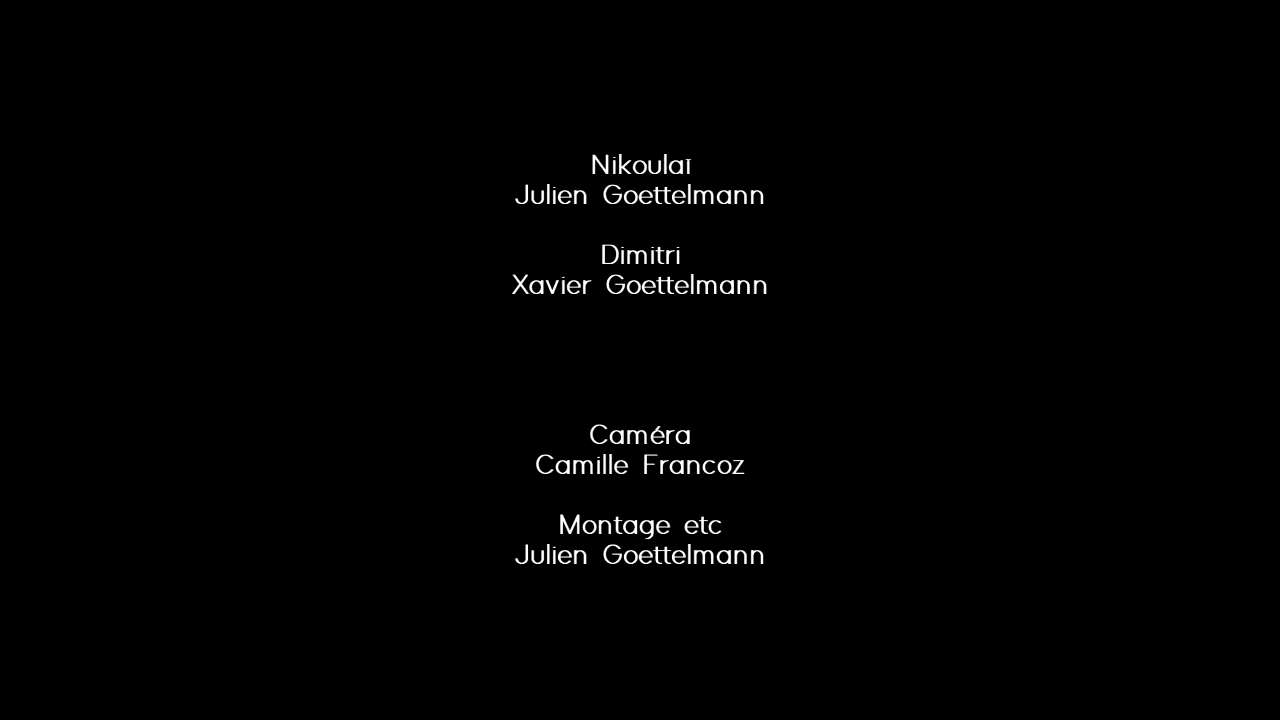 Nikoulaï
Julien Goettelmann
Dimitri
Xavier Goettelmann
Caméra
Camille Francoz
Montage etc
Julien Goettelmann